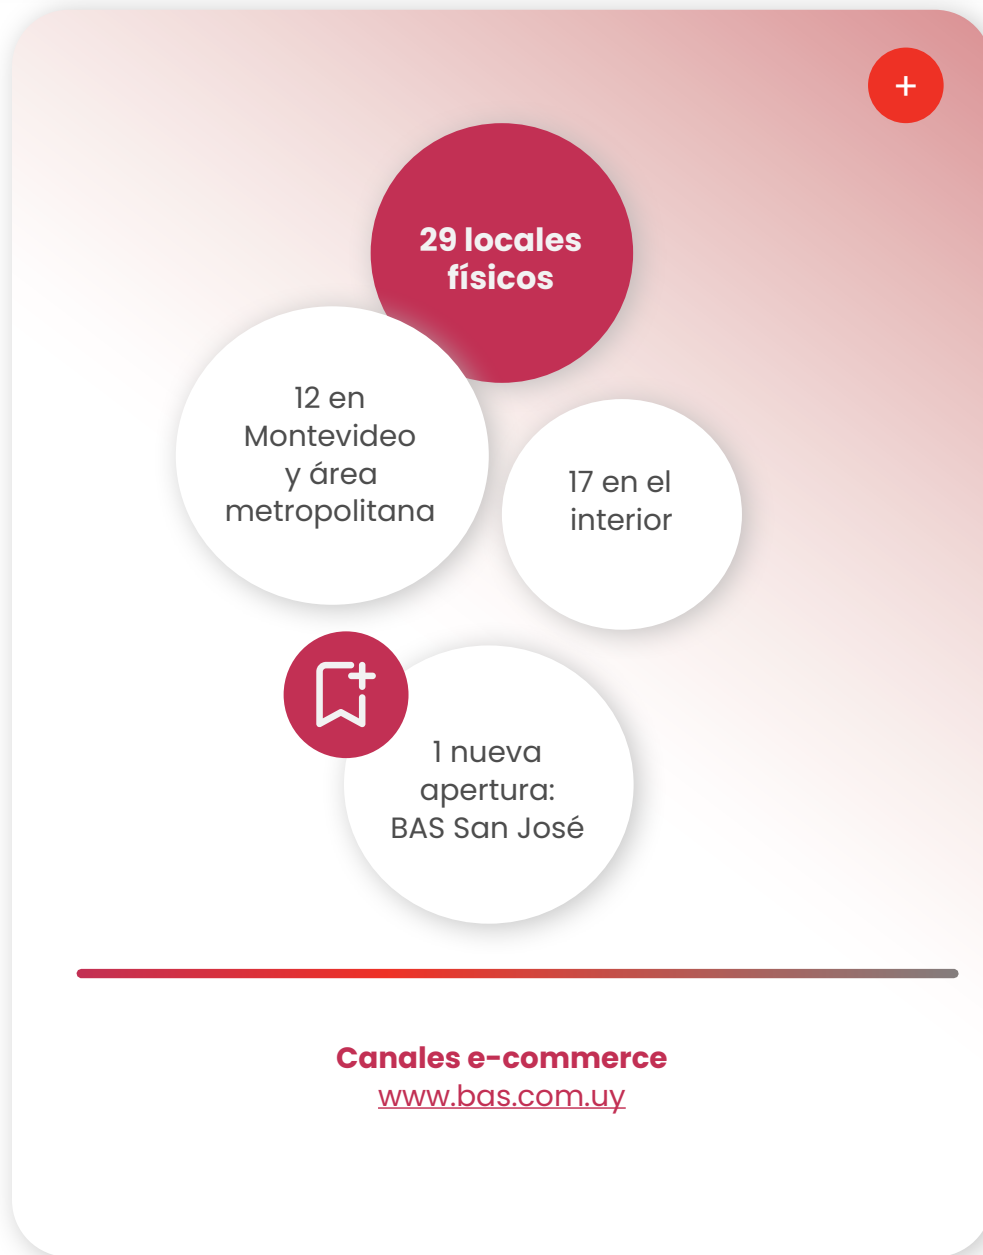 +
29 locales
físicos
12 en
Montevideo
y área
metropolitana
17 en el
interior
1 nueva
apertura:
BAS San José
Canales e-commerce
www.bas.com.uy